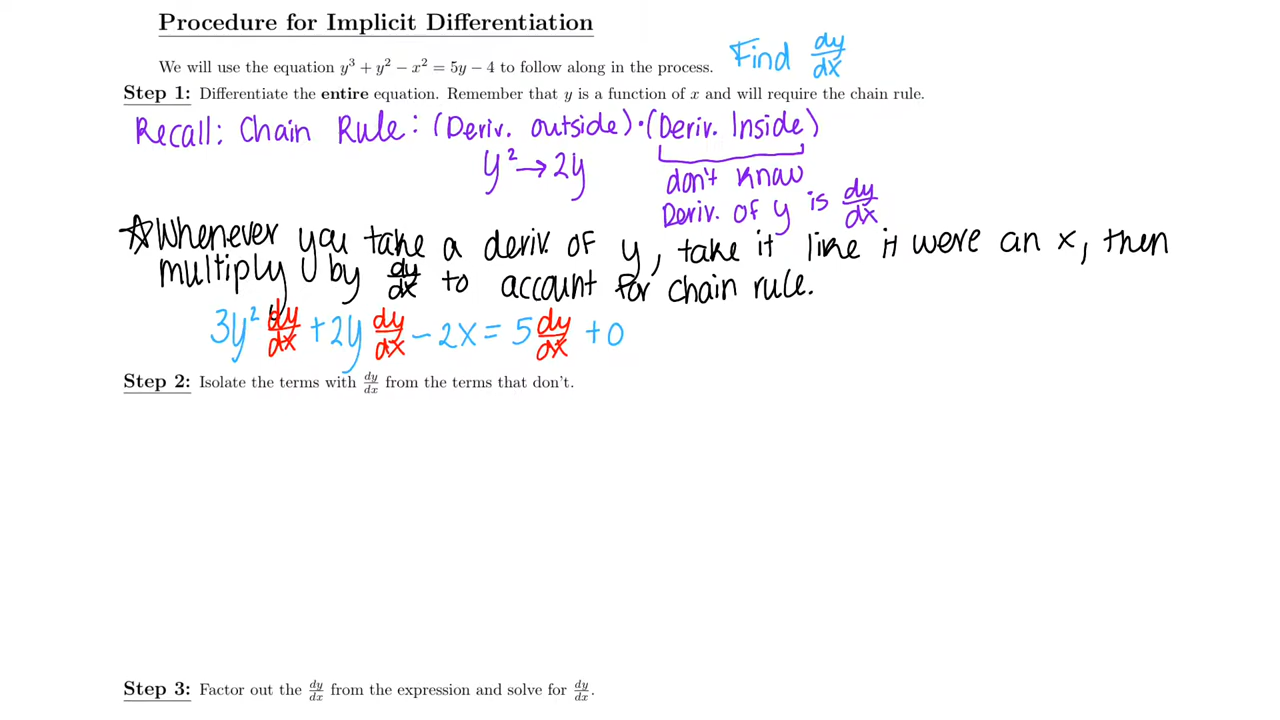 Procedure for Implicit Differentiation
We will use the equation y³ + y² − x² = 5y − 4 to follow along in the process. Find dy/dx
Step 1: Differentiate the entire equation. Remember that y is a function of x and will require the chain rule.
Recall: Chain Rule: (Deriv. outside) · (Deriv. Inside)
y² → 2y
don't know
Deriv. of y is dy/dx
☆Whenever you take a deriv. of y, take it like it were an x, then
multiply by dy/dx to account for chain rule.
3y² dy/dx + 2y dy/dx − 2x = 5 dy/dx + 0
Step 2: Isolate the terms with dy/dx from the terms that don't.
Step 3: Factor out the dy/dx from the expression and solve for dy/dx.